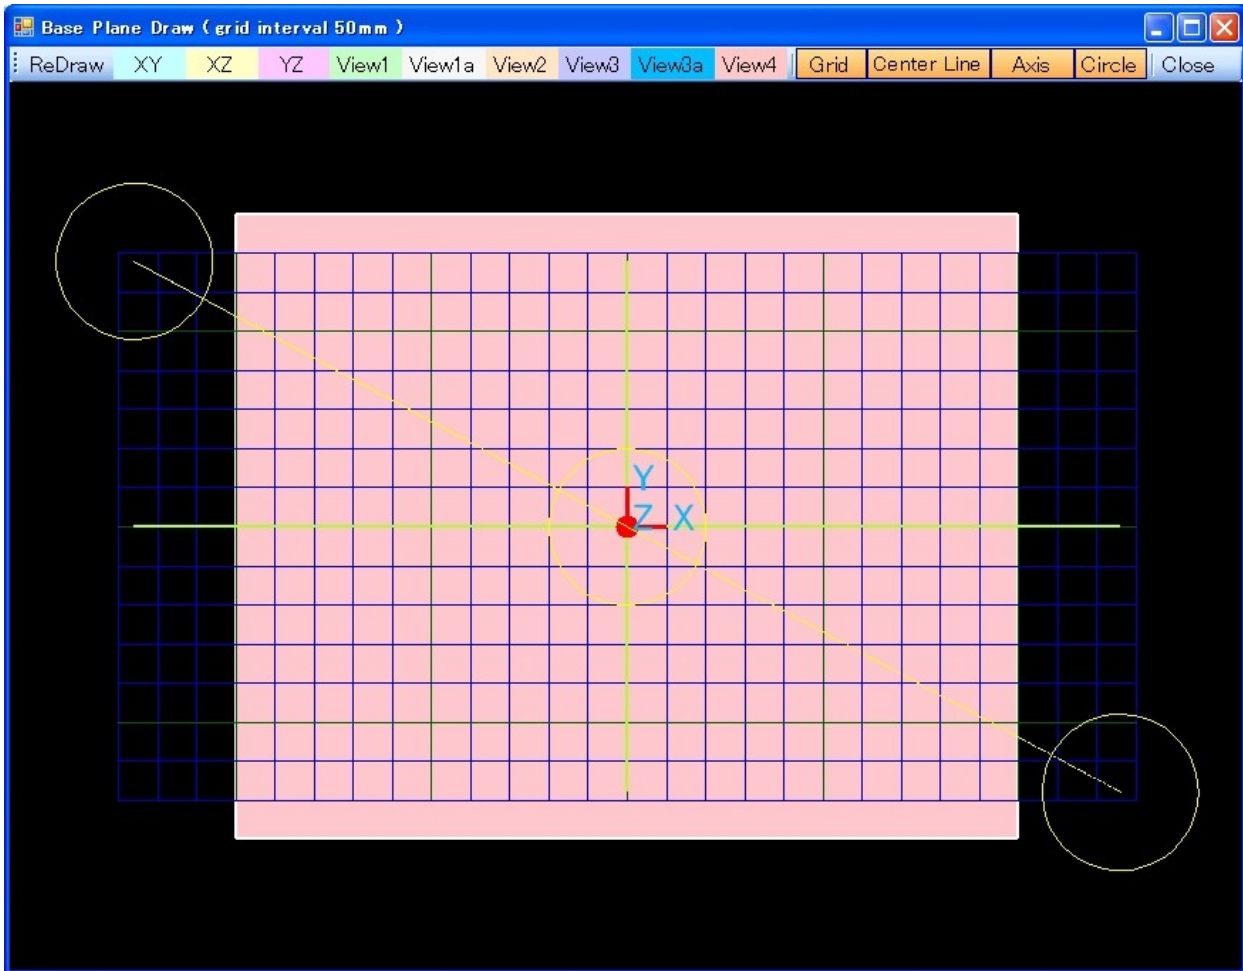 Base Plane Draw ( grid interval 50mm )
ReDraw XY XZ YZ View1 View1a View2 View3 View3a View4 Grid Center Line Axis Circle Close
Y
Z X